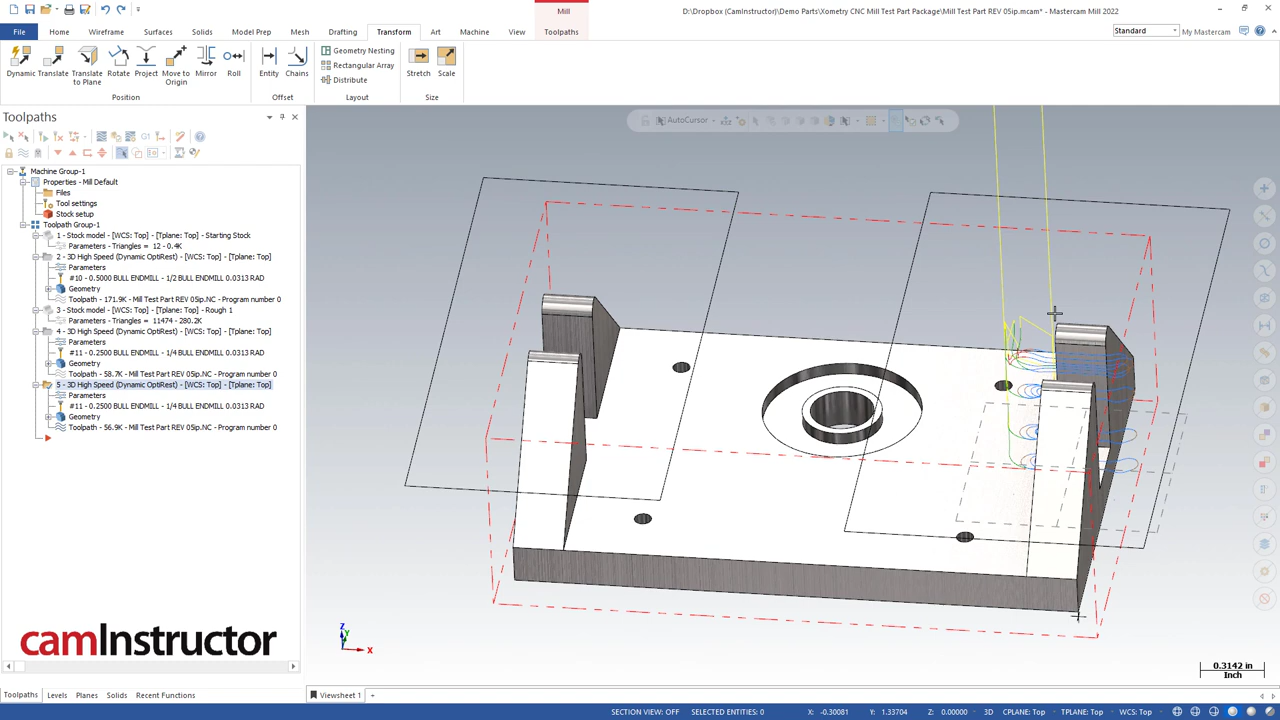 Mill
D:\Dropbox (CamInstructor)\Demo Parts\Xometry CNC Mill Test Part Package\Mill Test Part REV 05ip.mcam* - Mastercam Mill 2022
File Home Wireframe Surfaces Solids Model Prep Mesh Drafting Transform Art Machine View Toolpaths
Standard My Mastercam
Dynamic Translate Translate to Plane Rotate Project Move to Origin Mirror Roll Entity Chains Geometry Nesting Rectangular Array Distribute Stretch Scale
Position Offset Layout Size
Toolpaths
AutoCursor
G1
Machine Group-1
Properties - Mill Default
Files
Tool settings
Stock setup
Toolpath Group-1
1 - Stock model - [WCS: Top] - [Tplane: Top] - Starting Stock
Parameters - Triangles = 12 - 0.4K
2 - 3D High Speed (Dynamic OptiRest) - [WCS: Top] - [Tplane: Top]
Parameters
#10 - 0.5000 BULL ENDMILL - 1/2 BULL ENDMILL 0.0313 RAD
Geometry
Toolpath - 171.9K - Mill Test Part REV 05ip.NC - Program number 0
3 - Stock model - [WCS: Top] - [Tplane: Top] - Rough 1
Parameters - Triangles = 11474 - 280.2K
4 - 3D High Speed (Dynamic OptiRest) - [WCS: Top] - [Tplane: Top]
Parameters
#11 - 0.2500 BULL ENDMILL - 1/4 BULL ENDMILL 0.0313 RAD
Geometry
Toolpath - 58.7K - Mill Test Part REV 05ip.NC - Program number 0
5 - 3D High Speed (Dynamic OptiRest) - [WCS: Top] - [Tplane: Top]
Parameters
#11 - 0.2500 BULL ENDMILL - 1/4 BULL ENDMILL 0.0313 RAD
Geometry
Toolpath - 56.9K - Mill Test Part REV 05ip.NC - Program number 0
camInstructor
Z
Y
X
0.3142 in
Inch
Toolpaths Levels Planes Solids Recent Functions
Viewsheet 1 +
SECTION VIEW: OFF SELECTED ENTITIES: 0 X: -0.30081 Y: 1.33704 Z: 0.00000 3D CPLANE: Top TPLANE: Top WCS: Top